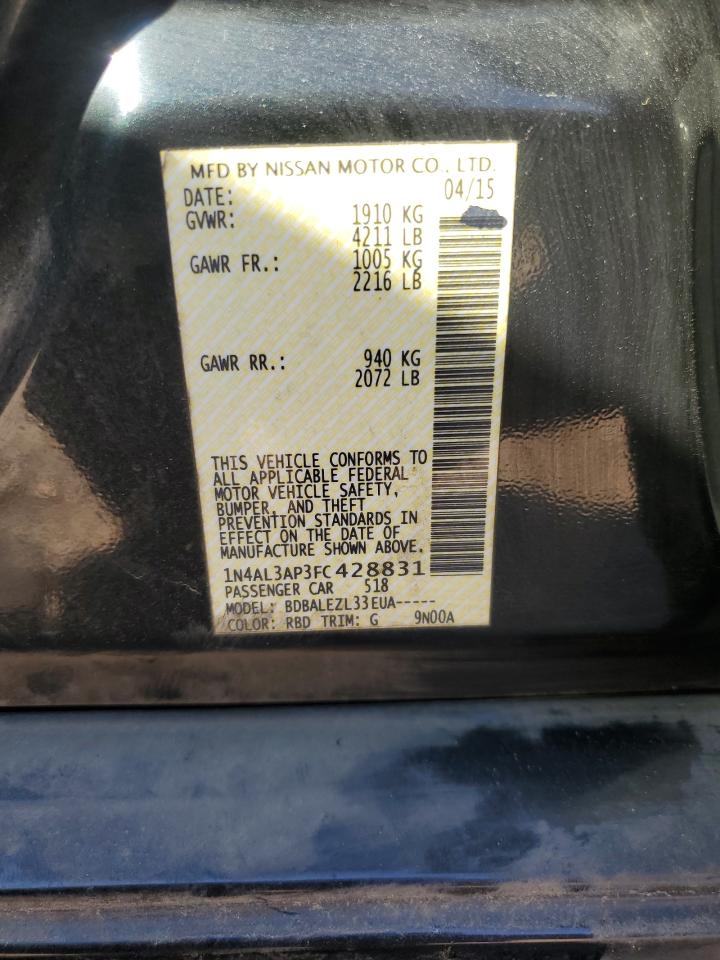 MFD BY NISSAN MOTOR CO., LTD.
DATE: 04/15
GVWR: 1910 KG
4211 LB
GAWR FR.: 1005 KG
2216 LB
GAWR RR.: 940 KG
2072 LB
THIS VEHICLE CONFORMS TO
ALL APPLICABLE FEDERAL
MOTOR VEHICLE SAFETY,
BUMPER, AND THEFT
PREVENTION STANDARDS IN
EFFECT ON THE DATE OF
MANUFACTURE SHOWN ABOVE.
1N4AL3AP3FC428831
PASSENGER CAR 518
MODEL: BDBALEZL33EUA-----
COLOR: RBD TRIM: G 9N00A